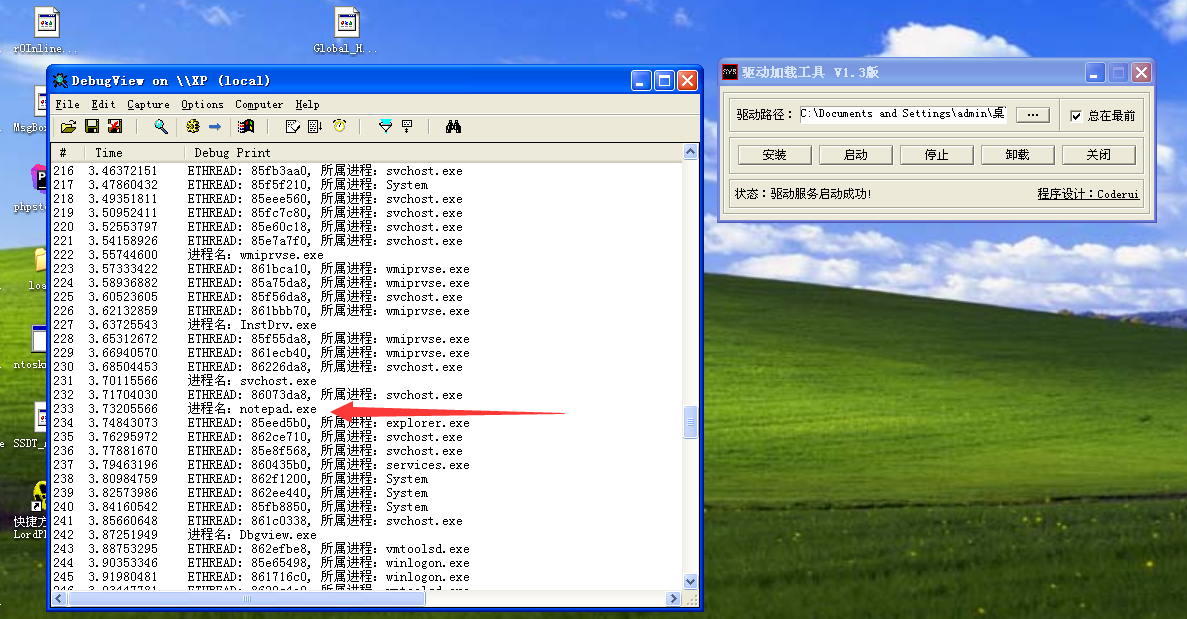 rOInline...
Global_H...
MsgBo
phpst
loa
ntosk
SSDT_
快捷方
LordP
DebugView on \\XP (local)
File Edit Capture Options Computer Help
# Time Debug Print
216 3.46372151 ETHREAD: 85fb3aa0, 所属进程: svchost.exe
217 3.47860432 ETHREAD: 85f5f210, 所属进程: System
218 3.49351811 ETHREAD: 85eee560, 所属进程: svchost.exe
219 3.50952411 ETHREAD: 85fc7c80, 所属进程: svchost.exe
220 3.52553797 ETHREAD: 85e60c18, 所属进程: svchost.exe
221 3.54158926 ETHREAD: 85e7a7f0, 所属进程: svchost.exe
222 3.55744600 进程名: wmiprvse.exe
223 3.57333422 ETHREAD: 861bca10, 所属进程: wmiprvse.exe
224 3.58936882 ETHREAD: 85a75da8, 所属进程: wmiprvse.exe
225 3.60523605 ETHREAD: 85f56da8, 所属进程: svchost.exe
226 3.62132859 ETHREAD: 861bbb70, 所属进程: wmiprvse.exe
227 3.63725543 进程名: InstDrv.exe
228 3.65312672 ETHREAD: 85f55da8, 所属进程: wmiprvse.exe
229 3.66940570 ETHREAD: 861ecb40, 所属进程: wmiprvse.exe
230 3.68504453 ETHREAD: 86226da8, 所属进程: svchost.exe
231 3.70115566 进程名: svchost.exe
232 3.71704030 ETHREAD: 86073da8, 所属进程: svchost.exe
233 3.73205566 进程名: notepad.exe
234 3.74843073 ETHREAD: 85eed5b0, 所属进程: explorer.exe
235 3.76295972 ETHREAD: 862ce710, 所属进程: svchost.exe
236 3.77881670 ETHREAD: 85e8f568, 所属进程: svchost.exe
237 3.79463196 ETHREAD: 860435b0, 所属进程: services.exe
238 3.80984759 ETHREAD: 862f1200, 所属进程: System
239 3.82573986 ETHREAD: 862ee440, 所属进程: System
240 3.84160542 ETHREAD: 85fb8850, 所属进程: System
241 3.85660648 ETHREAD: 861c0338, 所属进程: svchost.exe
242 3.87251949 进程名: Dbgview.exe
243 3.88753295 ETHREAD: 862efbe8, 所属进程: vmtoolsd.exe
244 3.90353346 ETHREAD: 85e65498, 所属进程: winlogon.exe
245 3.91980481 ETHREAD: 861716c0, 所属进程: winlogon.exe
SYS 驱动加载工具 V1.3版
驱动路径: C:\Documents and Settings\admin\桌 ... 总在最前
安装 启动 停止 卸载 关闭
状态:驱动服务启动成功! 程序设计:Coderui